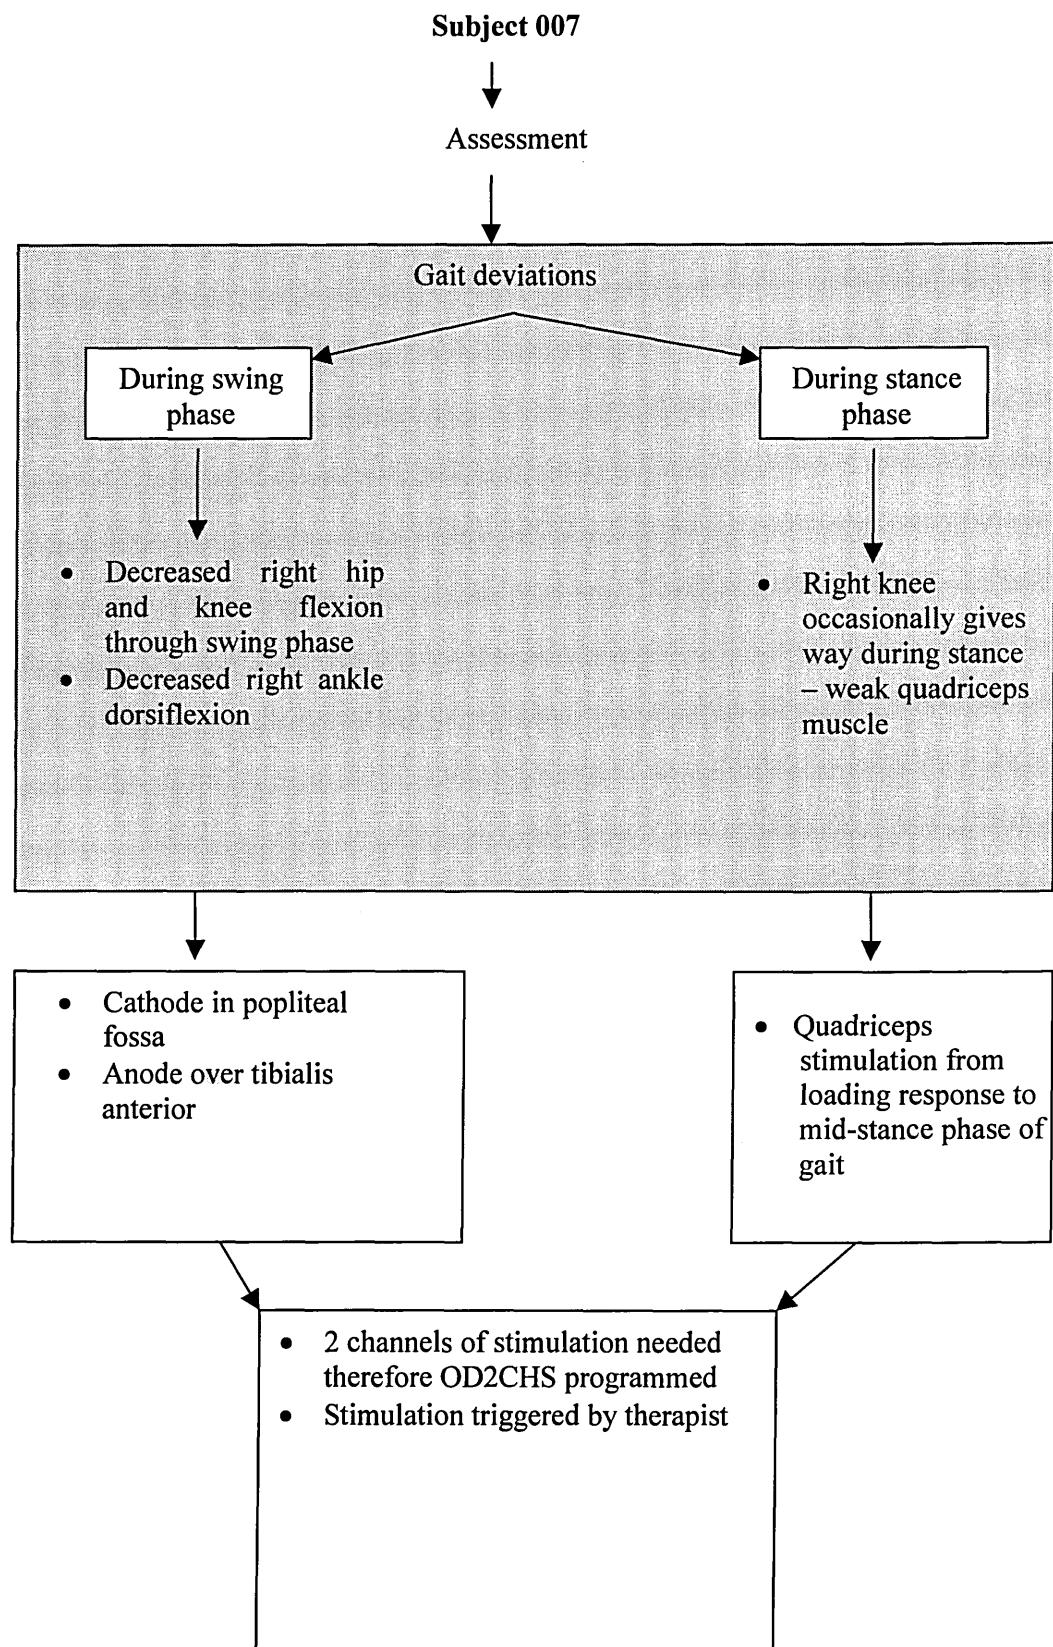 Subject 007
Assessment
Gait deviations
During swing
phase
During stance
phase
• Decreased right hip
and knee flexion
through swing phase
• Decreased right ankle
dorsiflexion
• Right knee
occasionally gives
way during stance
– weak quadriceps
muscle
• Cathode in popliteal
fossa
• Anode over tibialis
anterior
• Quadriceps
stimulation from
loading response to
mid-stance phase of
gait
• 2 channels of stimulation needed
therefore OD2CHS programmed
• Stimulation triggered by therapist